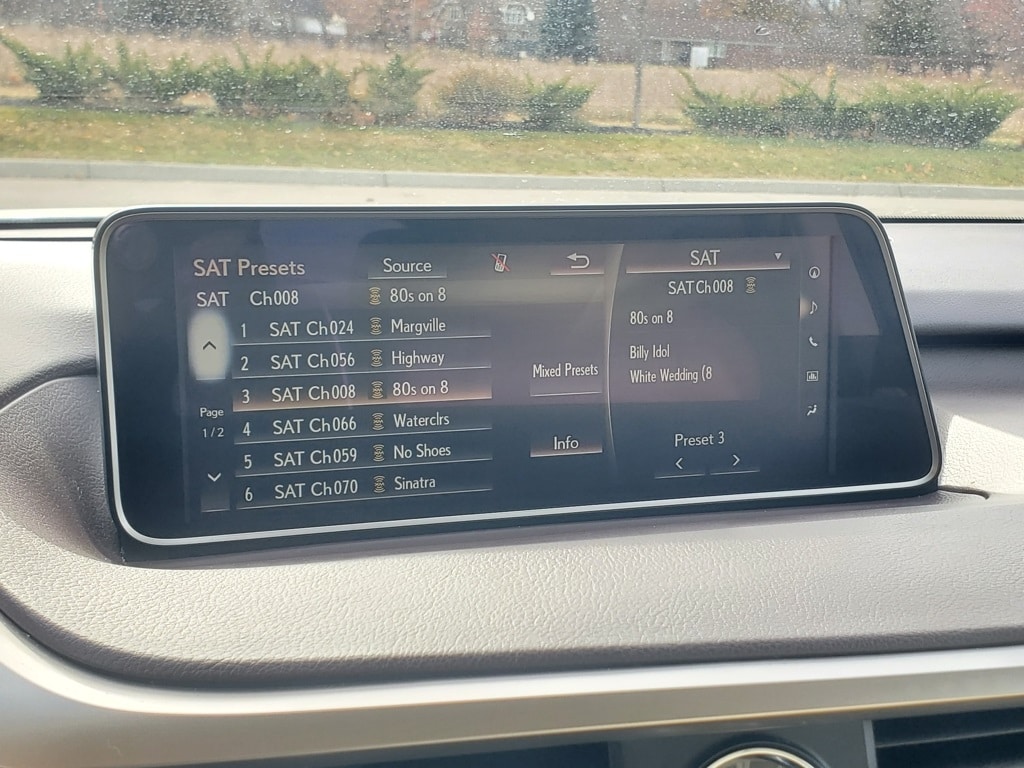 SAT Presets
Source
SAT Ch008 80s on 8
1 SAT Ch024 Margville
2 SAT Ch056 Highway
3 SAT Ch008 80s on 8
4 SAT Ch066 Waterclrs
5 SAT Ch059 No Shoes
6 SAT Ch070 Sinatra
Page
1/2
Mixed Presets
Info
SAT
SAT Ch008
80s on 8
Billy Idol
White Wedding (8
Preset 3